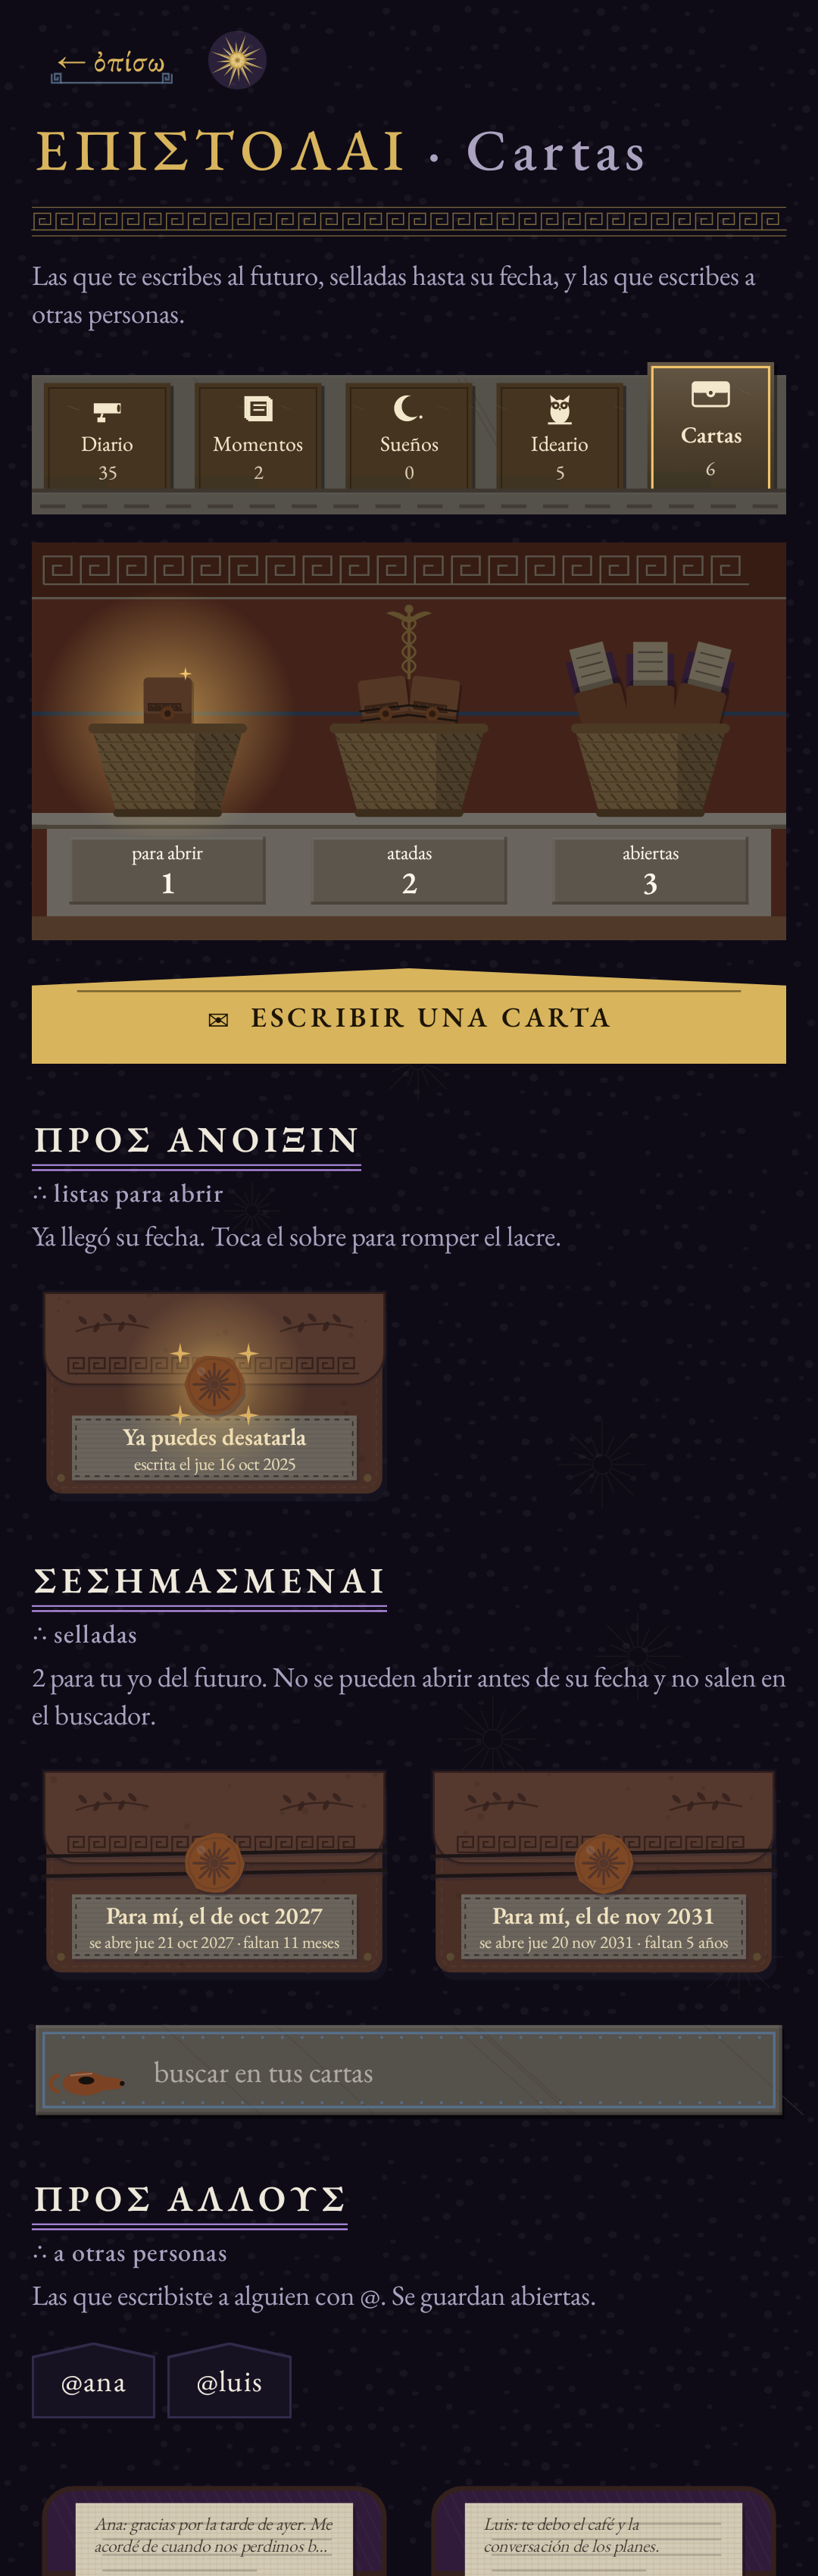 ← ὀπίσω
ΕΠΙΣΤΟΛΑΙ · Cartas
Las que te escribes al futuro, selladas hasta su fecha, y las que escribes a
otras personas.
Diario
35
Momentos
2
Sueños
0
Ideario
5
Cartas
6
para abrir
1
atadas
2
abiertas
3
✉ ESCRIBIR UNA CARTA
ΠΡΟΣ ΑΝΟΙΞΙΝ
∴ listas para abrir
Ya llegó su fecha. Toca el sobre para romper el lacre.
Ya puedes desatarla
escrita el jue 16 oct 2025
ΣΕΣΗΜΑΣΜΕΝΑΙ
∴ selladas
2 para tu yo del futuro. No se pueden abrir antes de su fecha y no salen en
el buscador.
Para mí, el de oct 2027
se abre jue 21 oct 2027 · faltan 11 meses
Para mí, el de nov 2031
se abre jue 20 nov 2031 · faltan 5 años
buscar en tus cartas
ΠΡΟΣ ΑΛΛΟΥΣ
∴ a otras personas
Las que escribiste a alguien con @. Se guardan abiertas.
@ana
@luis
Ana: gracias por la tarde de ayer. Me
acordé de cuando nos perdimos b...
Luis: te debo el café y la
conversación de los planes.